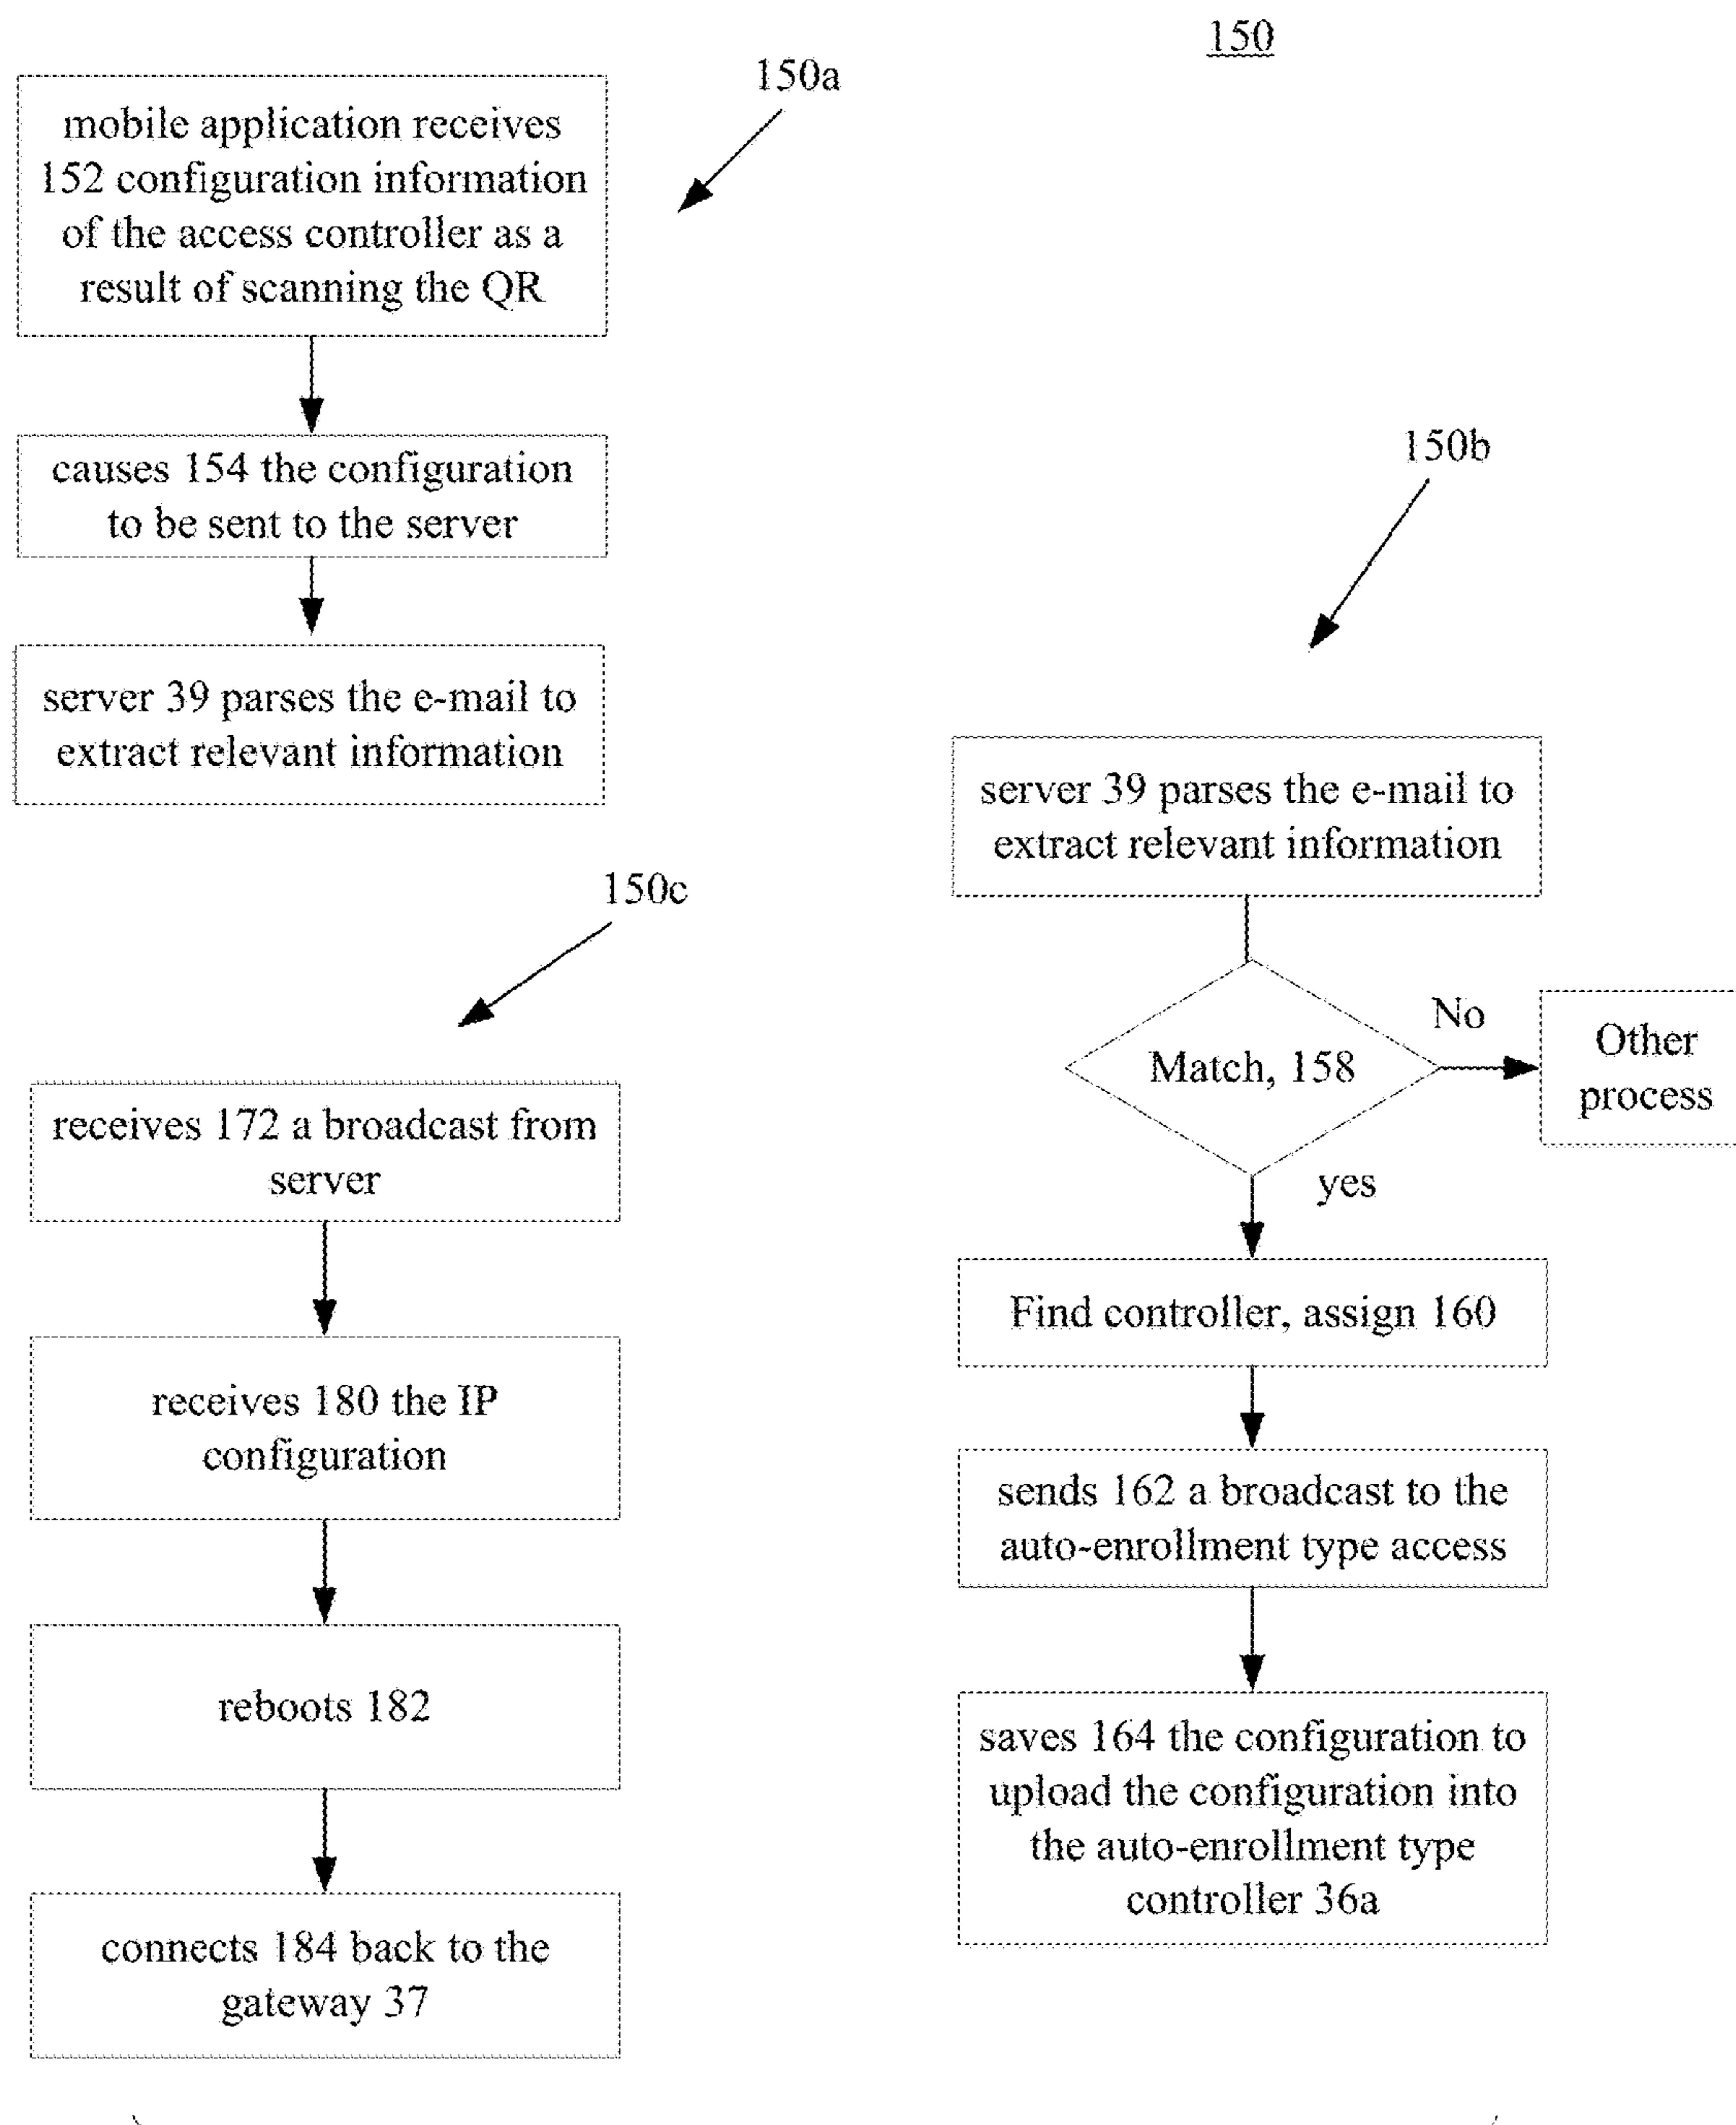 150
150a
mobile application receives
152 configuration information
of the access controller as a
result of scanning the QR
causes 154 the configuration
to be sent to the server
server 39 parses the e-mail to
extract relevant information
150b
server 39 parses the e-mail to
extract relevant information
Match, 158
No
Other
process
yes
Find controller, assign 160
sends 162 a broadcast to the
auto-enrollment type access
saves 164 the configuration to
upload the configuration into
the auto-enrollment type
controller 36a
150c
receives 172 a broadcast from
server
receives 180 the IP
configuration
reboots 182
connects 184 back to the
gateway 37